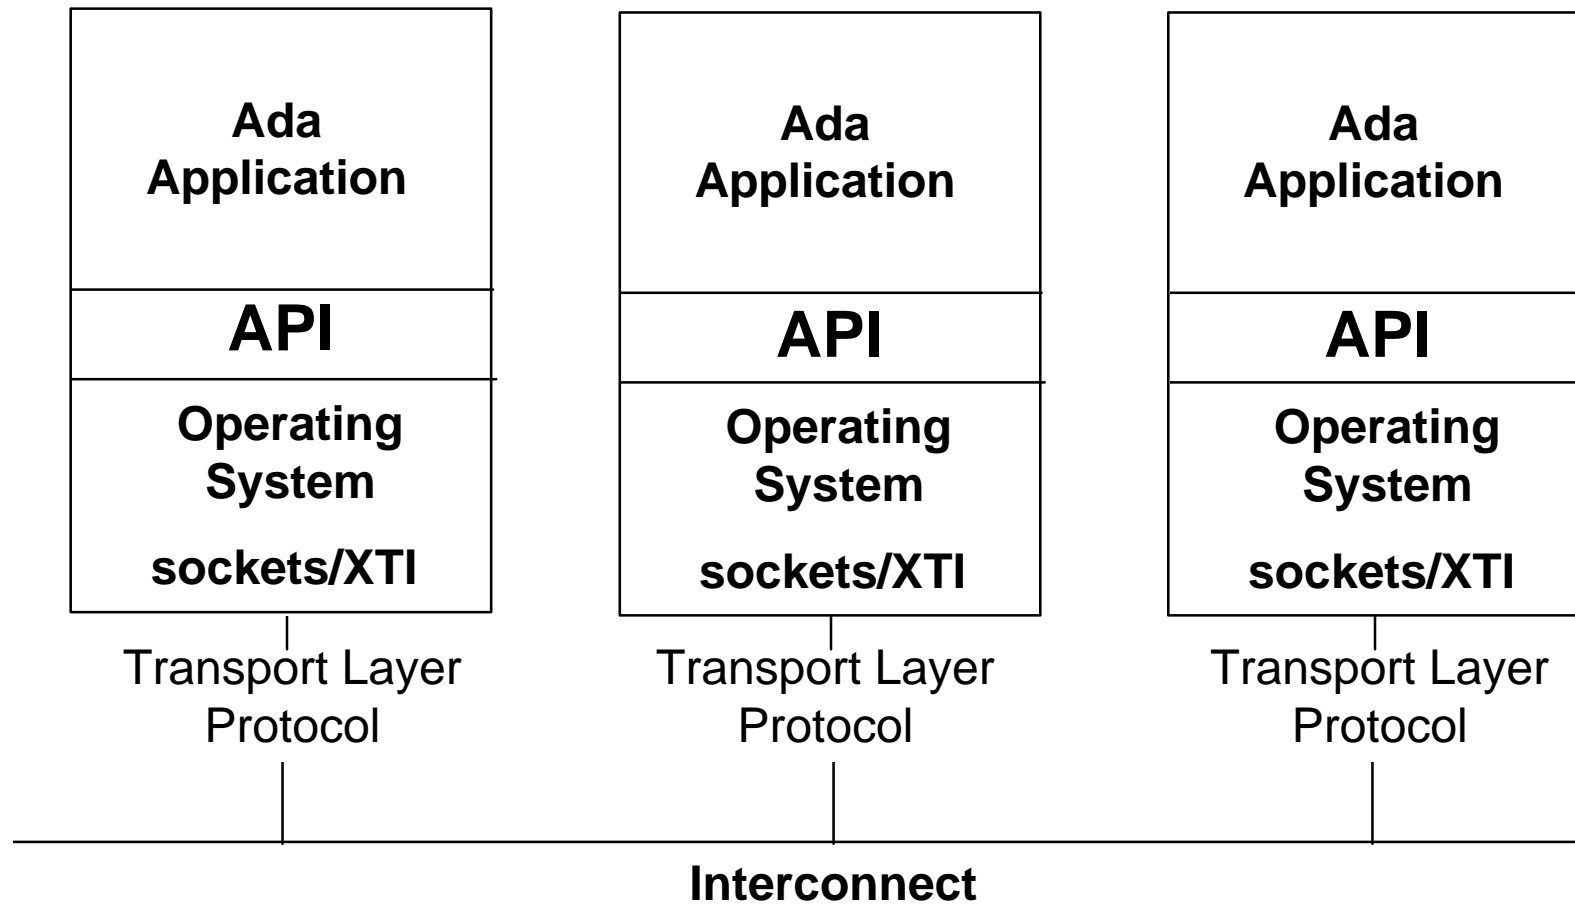 Ada
Application
API
Operating
System
sockets/XTI
Transport Layer
Protocol
Ada
Application
API
Operating
System
sockets/XTI
Transport Layer
Protocol
Ada
Application
API
Operating
System
sockets/XTI
Transport Layer
Protocol
Interconnect